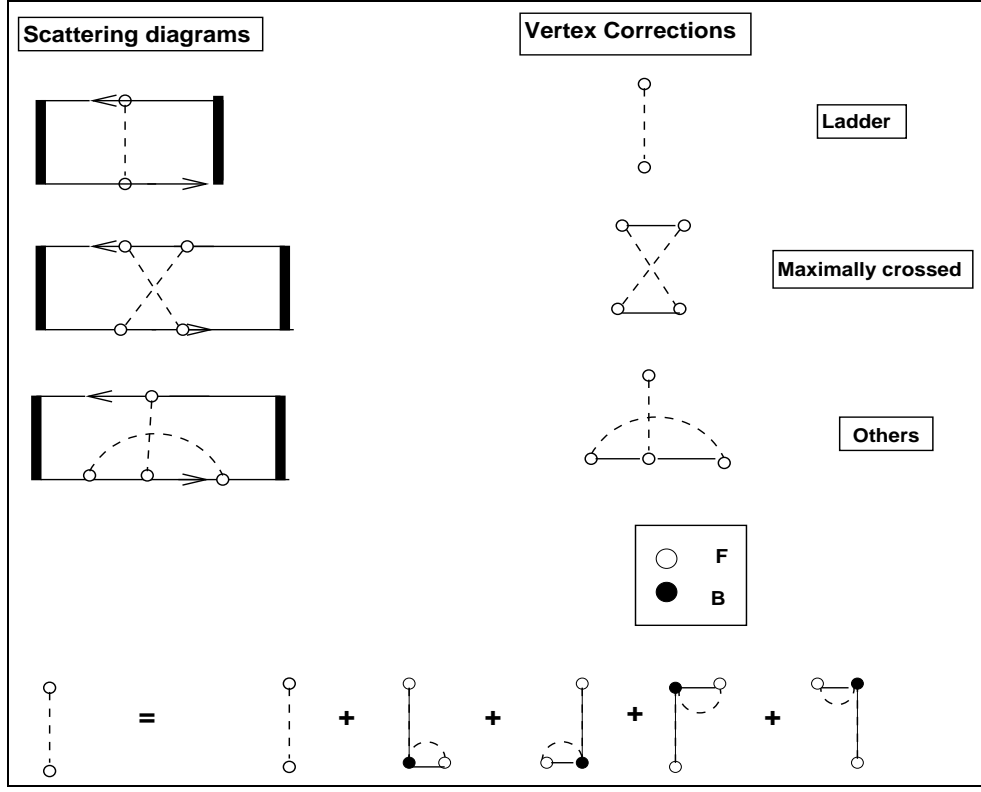 Scattering diagrams
Vertex Corrections
Ladder
Maximally crossed
Others
F
B
= + + + +